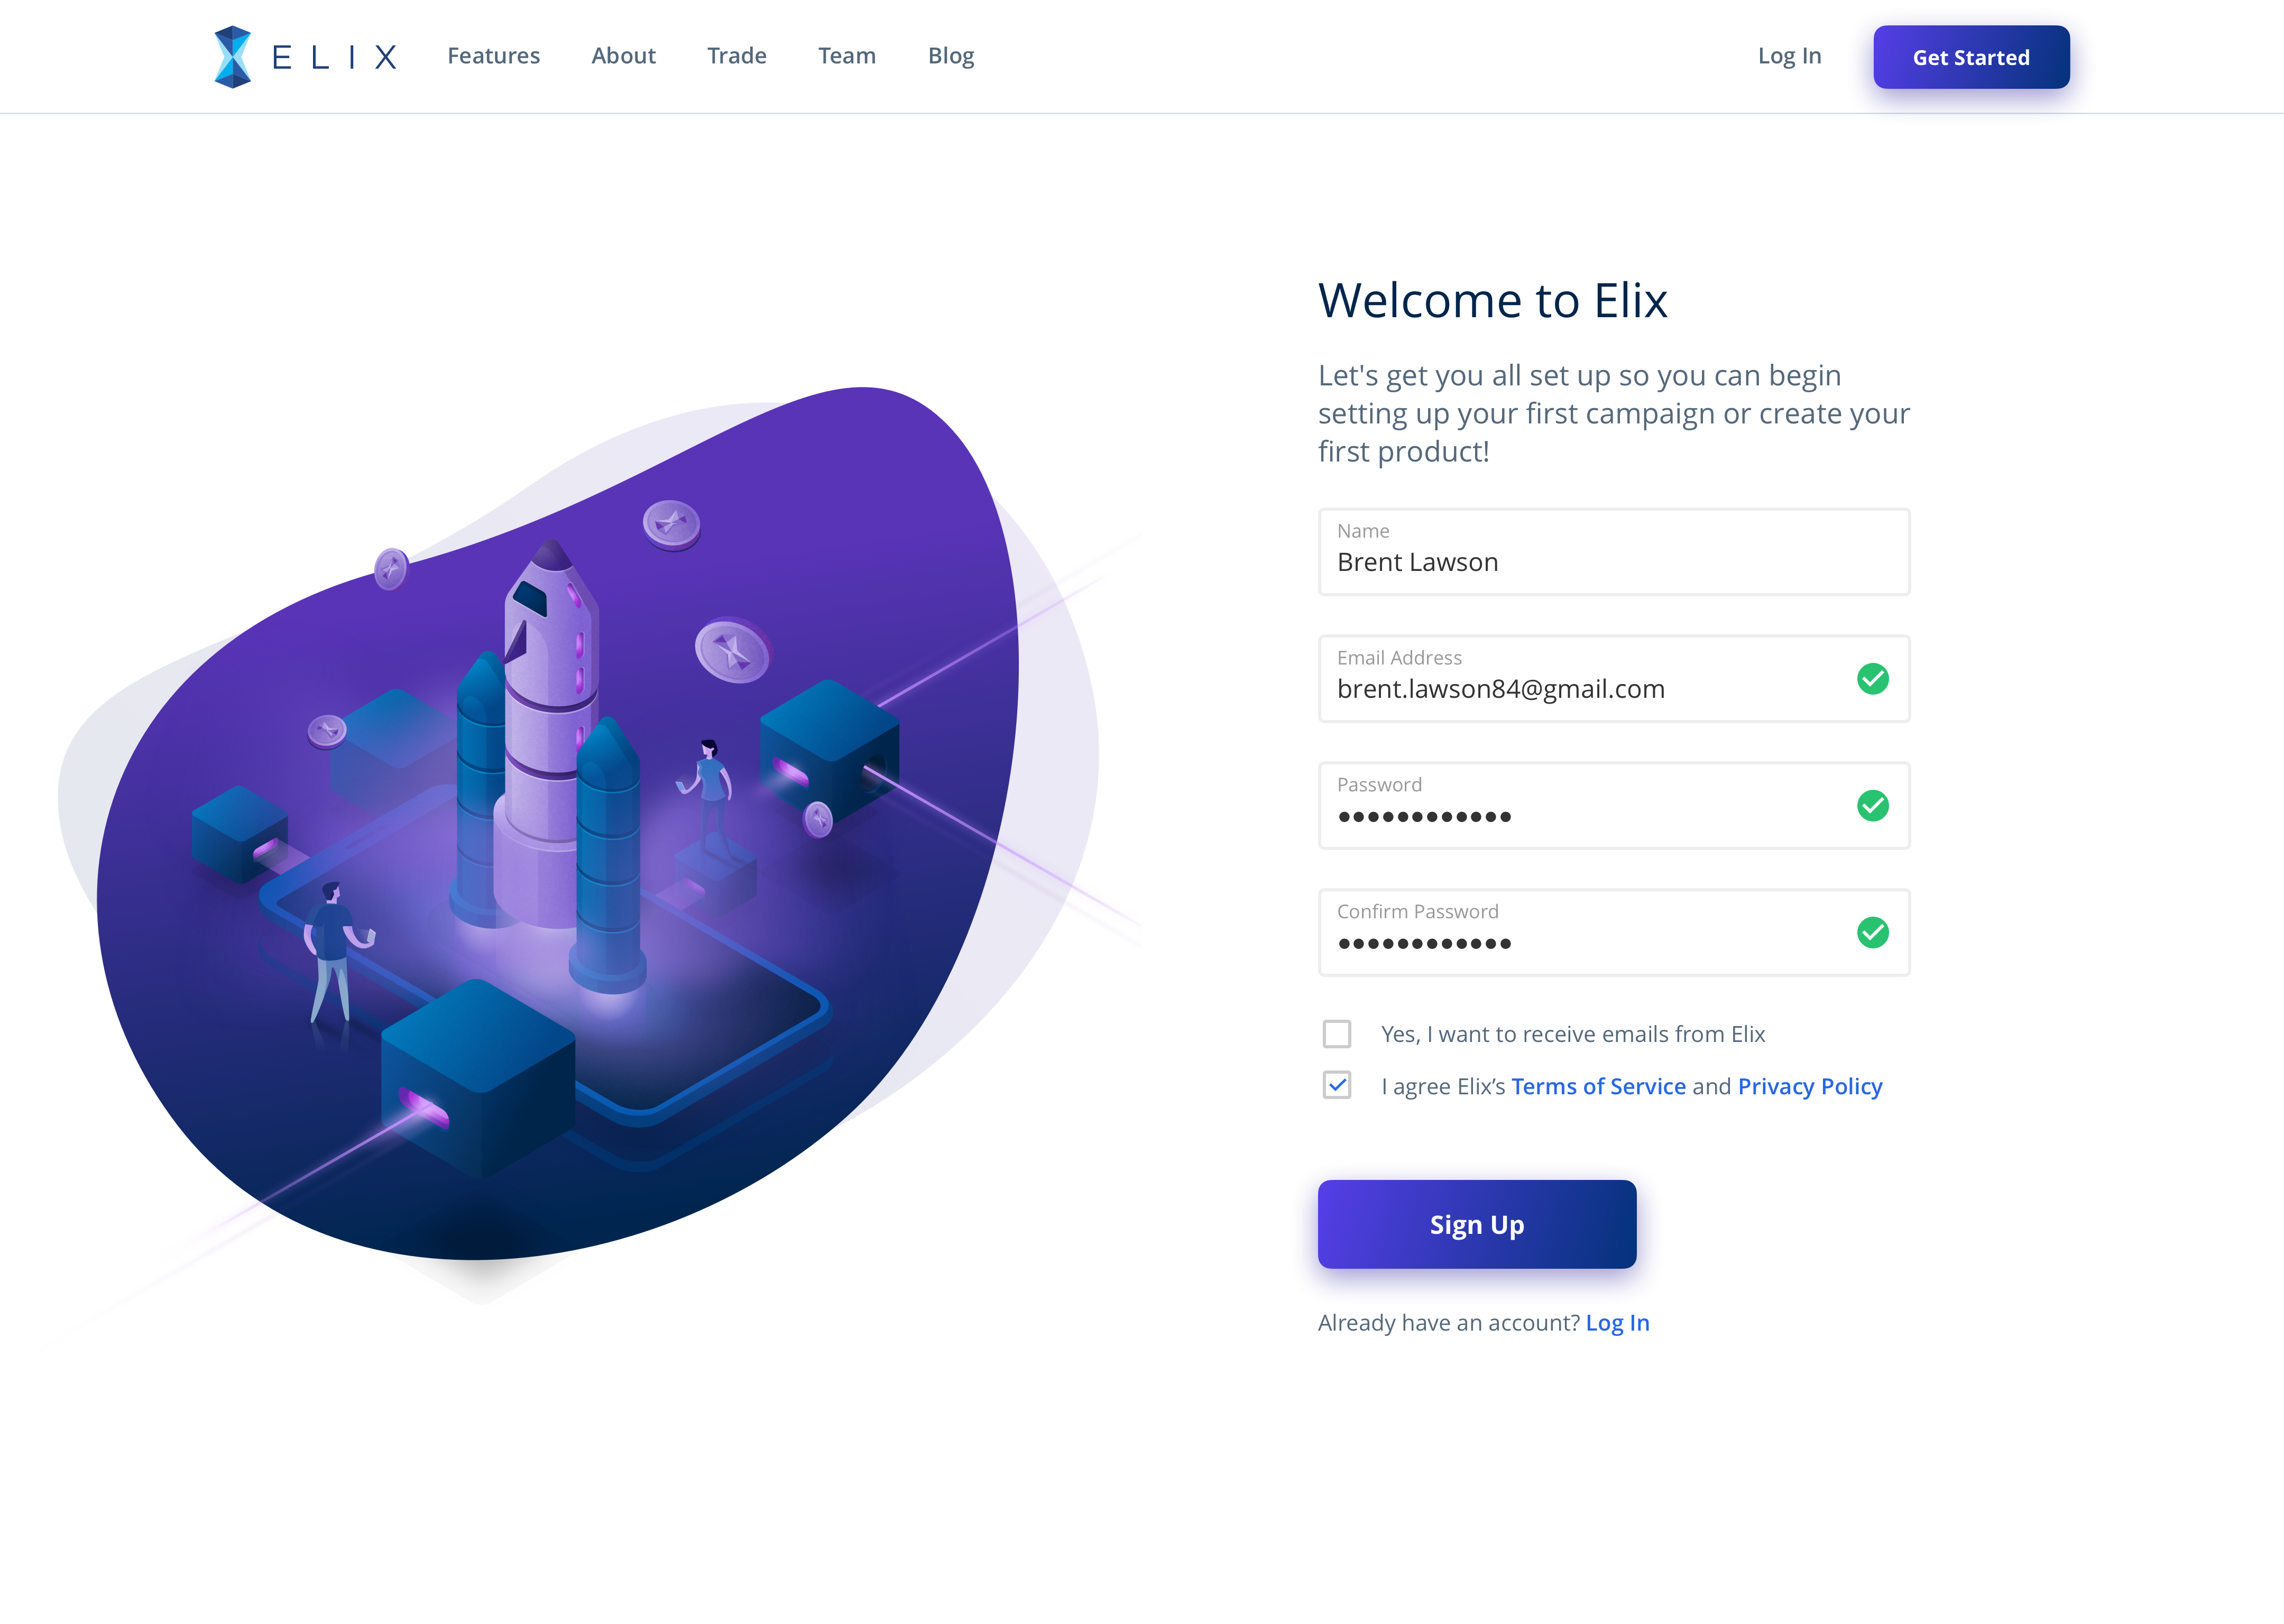 ELIX
Features
About
Trade
Team
Blog
Log In
Get Started
Welcome to Elix
Let's get you all set up so you can begin
setting up your first campaign or create your
first product!
Name
Brent Lawson
Email Address
brent.lawson84@gmail.com
Password
●●●●●●●●●●●●
Confirm Password
●●●●●●●●●●●●
Yes, I want to receive emails from Elix
I agree Elix’s Terms of Service and Privacy Policy
Sign Up
Already have an account? Log In